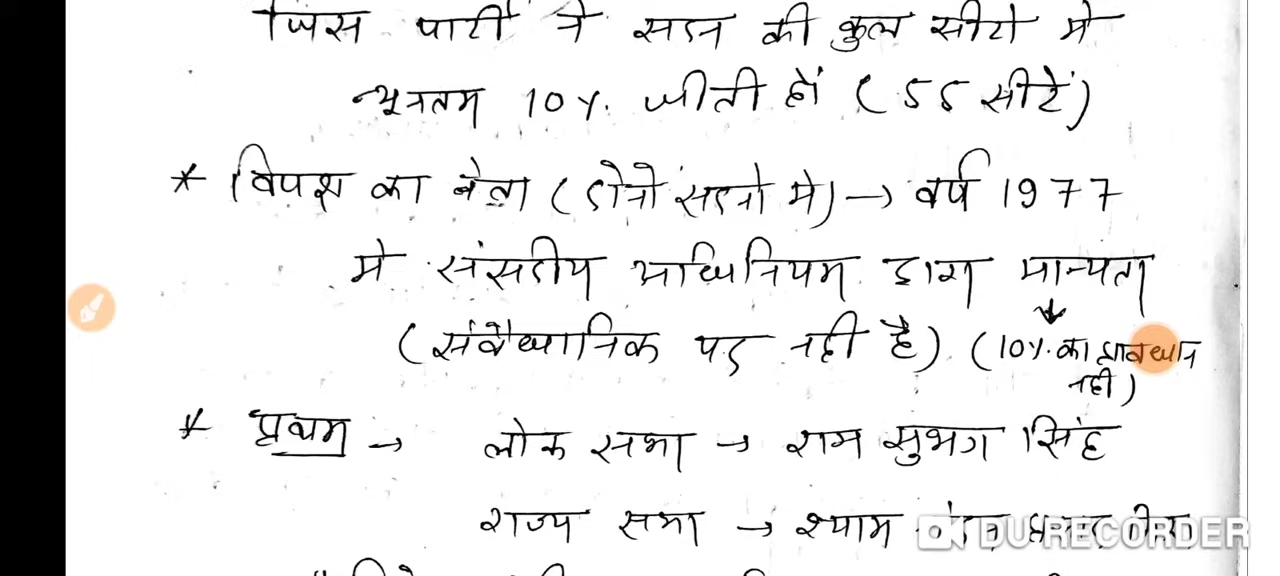 जिस पार्टी ने सदन की कुल सीटो मे
न्यूनतम 10%. जीती हों ( 55 सीटें)
* विपक्ष का नेता (दोनो सदनो मे) → वर्ष 1977
मे संसदीय अधिनियम द्वारा मान्यता
(संवैधानिक पद नही है) (10%. का प्रावधान
नही)
* प्रथम → लोक सभा → राम सुभग सिंह
राज्य सभा → श्याम
DU RECORDER